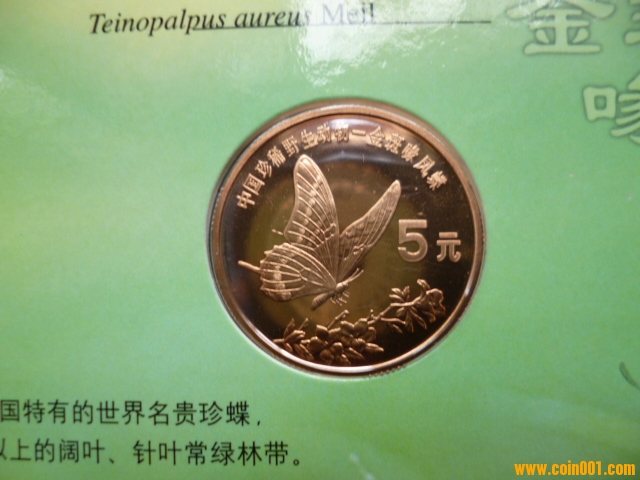 Teinopalpus aureus Mell
金
喙
中国珍稀野生动物—金斑喙凤蝶
5元
国特有的世界名贵珍蝶，
以上的阔叶、针叶常绿林带。
www.coin001.com